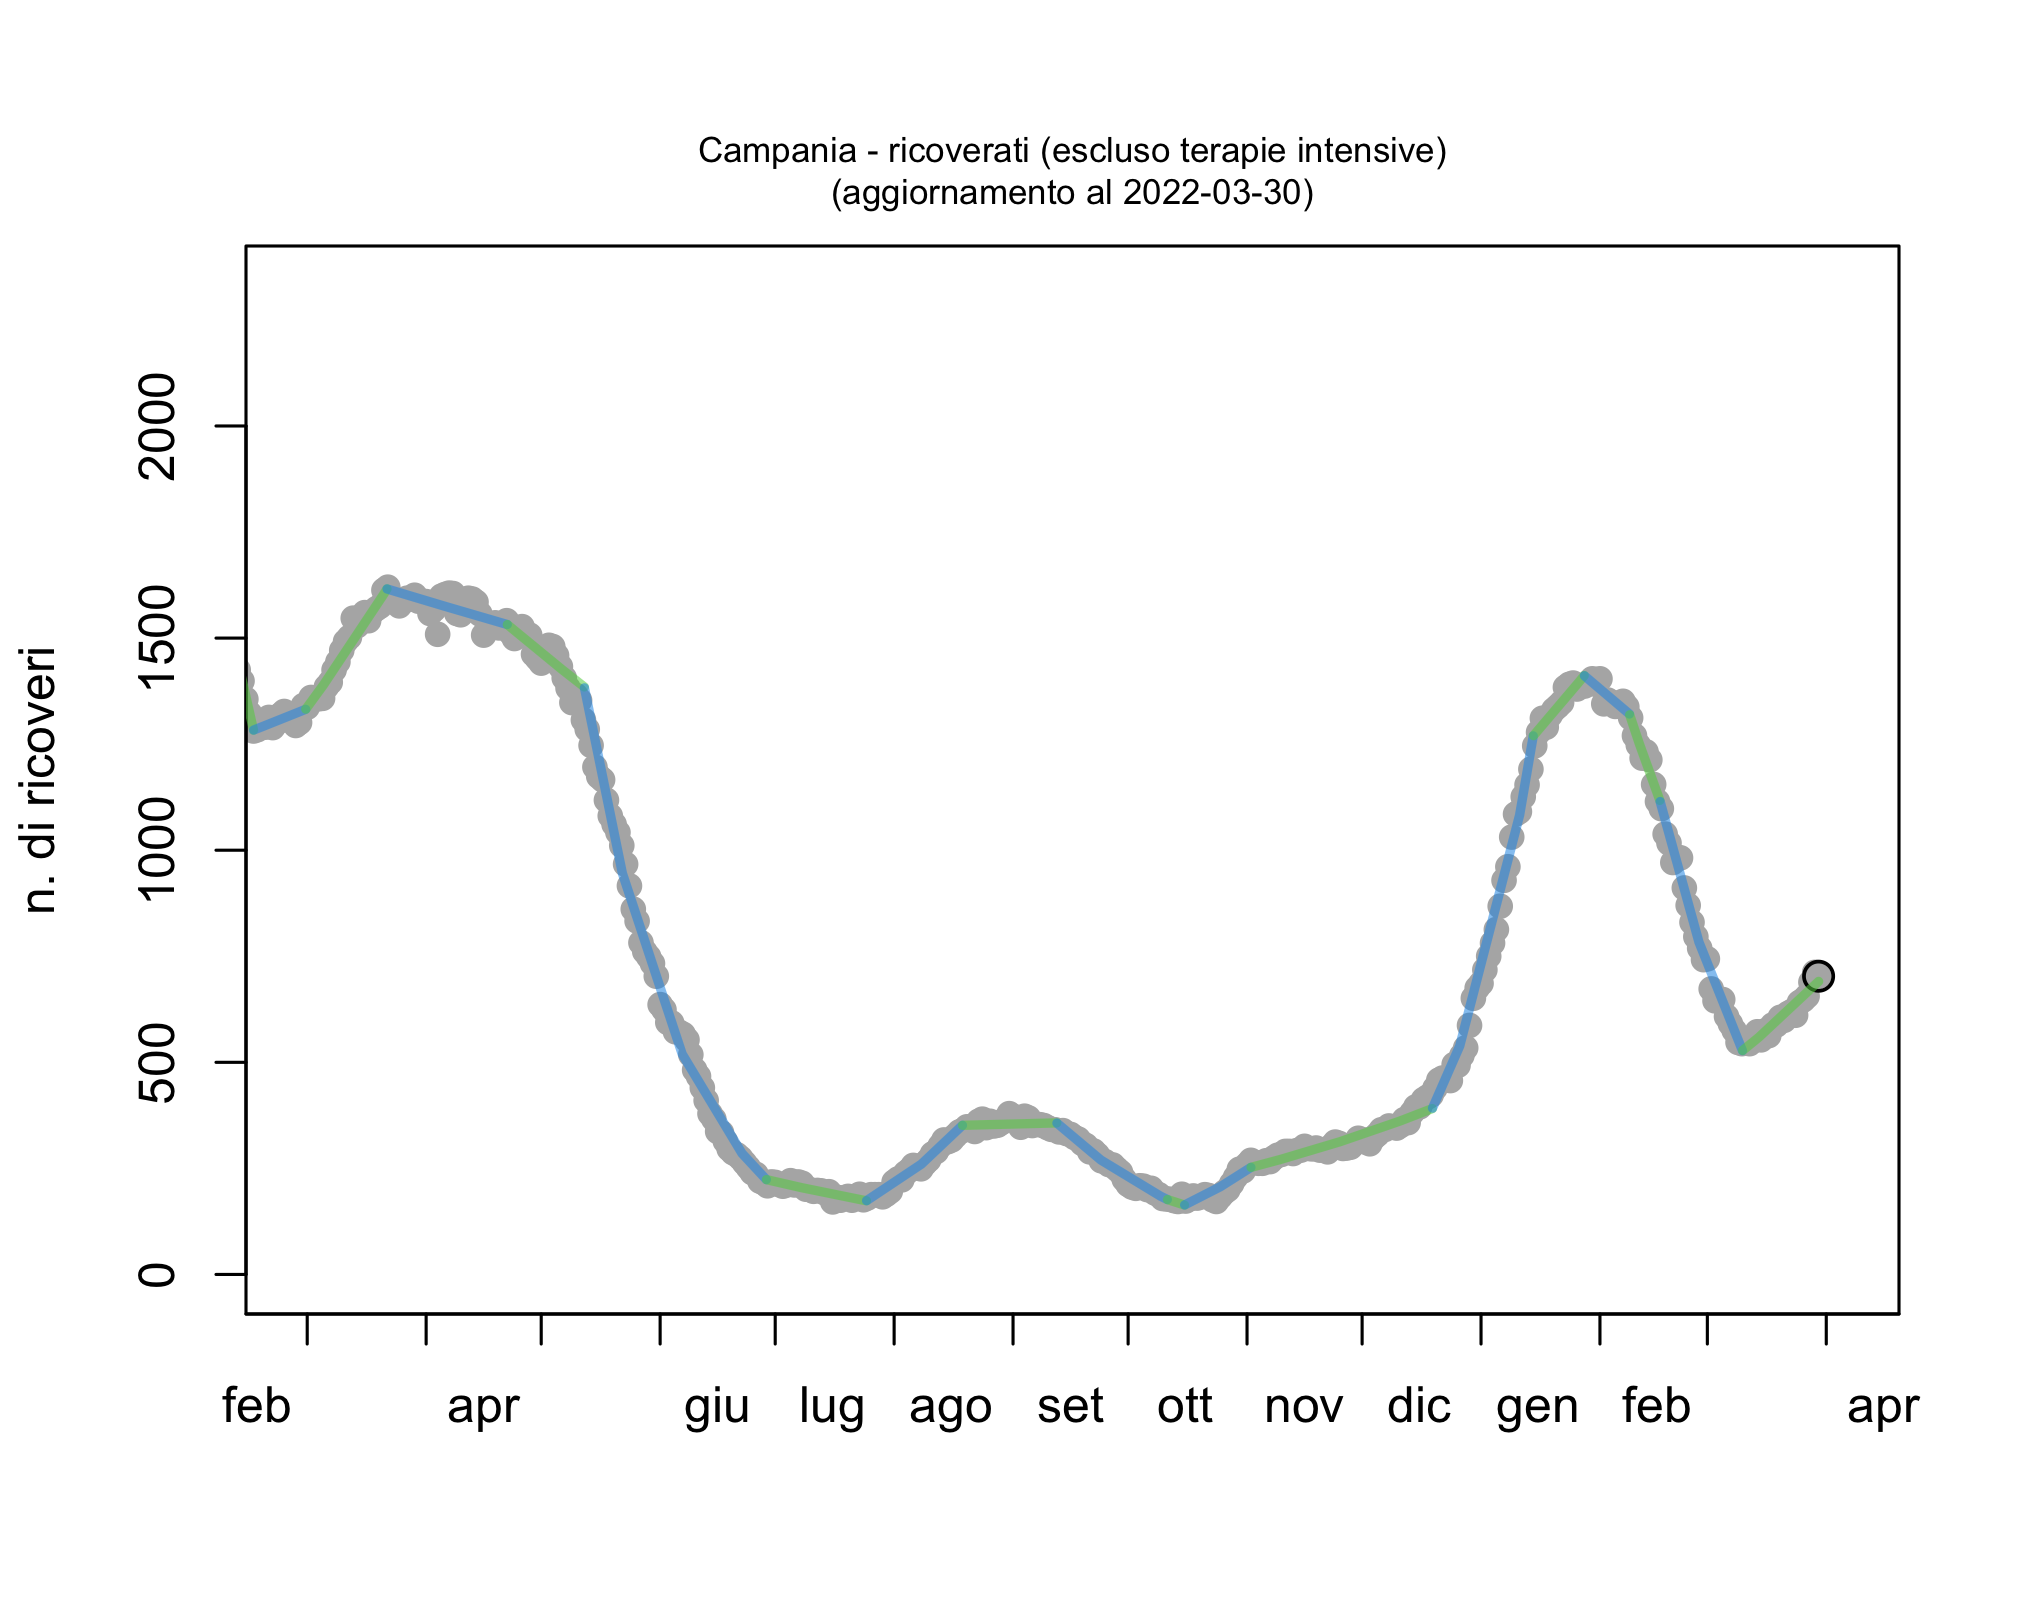 Campania - ricoverati (escluso terapie intensive)
(aggiornamento al 2022-03-30)
n. di ricoveri
2000
1500
1000
500
0
feb apr giu lug ago set ott nov dic gen feb apr